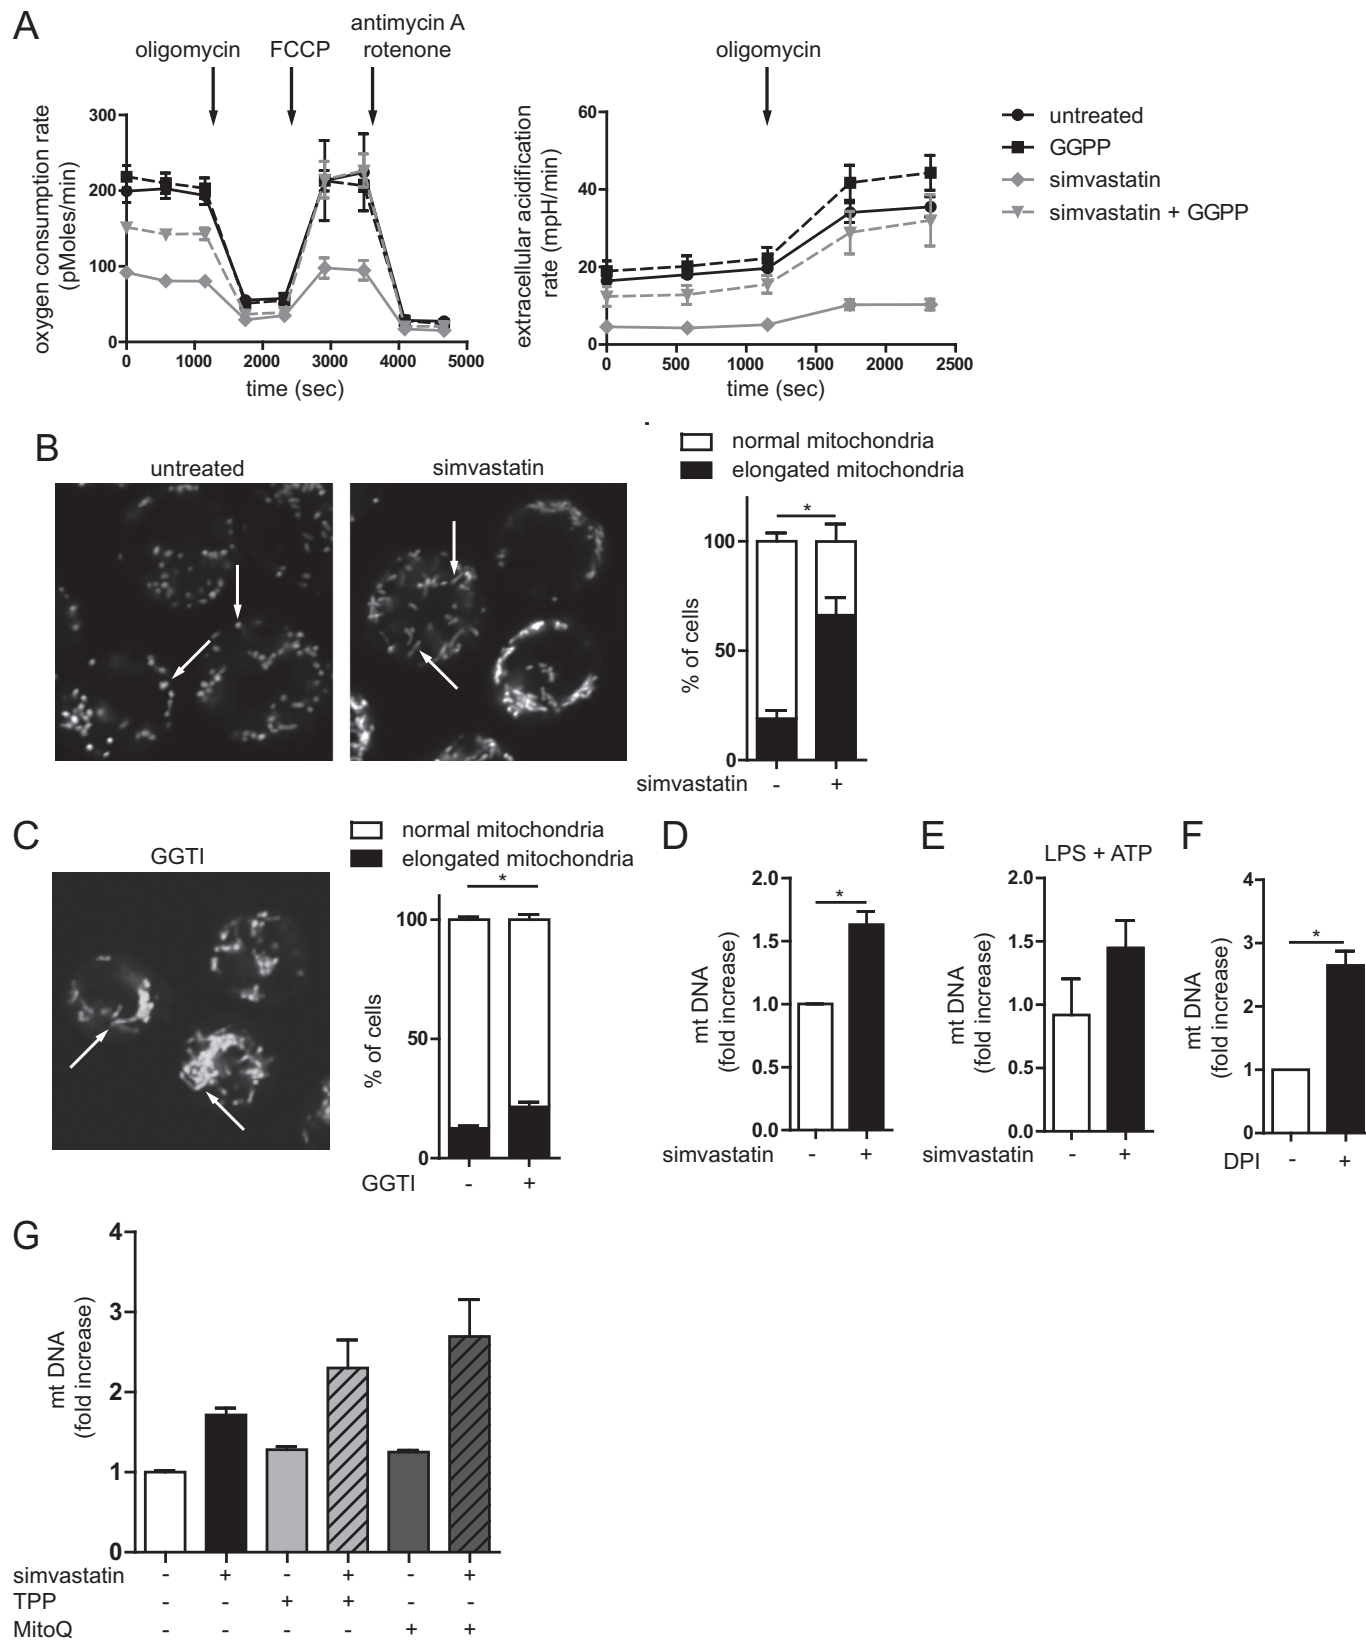 A
oligomycin
FCCP
antimycin A
rotenone
oxygen consumption rate
(pMoles/min)
300
200
100
0
0 1000 2000 3000 4000 5000
time (sec)
oligomycin
extracellular acidification
rate (mpH/min)
60
40
20
0
0 500 1000 1500 2000 2500
time (sec)
untreated
GGPP
simvastatin
simvastatin + GGPP
B
untreated
simvastatin
normal mitochondria
elongated mitochondria
% of cells
100
50
0
*
simvastatin - +
C
GGTI
normal mitochondria
elongated mitochondria
% of cells
100
50
0
*
GGTI - +
D
mt DNA
(fold increase)
2.0
1.5
1.0
0.5
0.0
*
simvastatin - +
E
LPS + ATP
mt DNA
(fold increase)
2.0
1.5
1.0
0.5
0.0
simvastatin - +
F
mt DNA
(fold increase)
4
3
2
1
0
*
DPI - +
G
mt DNA
(fold increase)
4
3
2
1
0
simvastatin - + - + - +
TPP - - + + - -
MitoQ - - - - + +